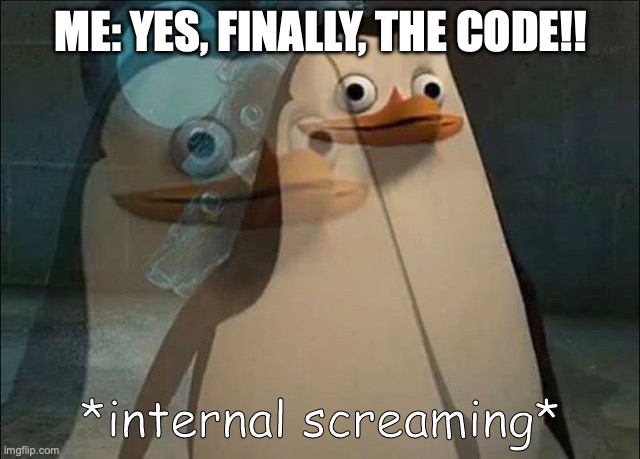 ME: YES, FINALLY, THE CODE!!
*internal screaming*
imgflip.com